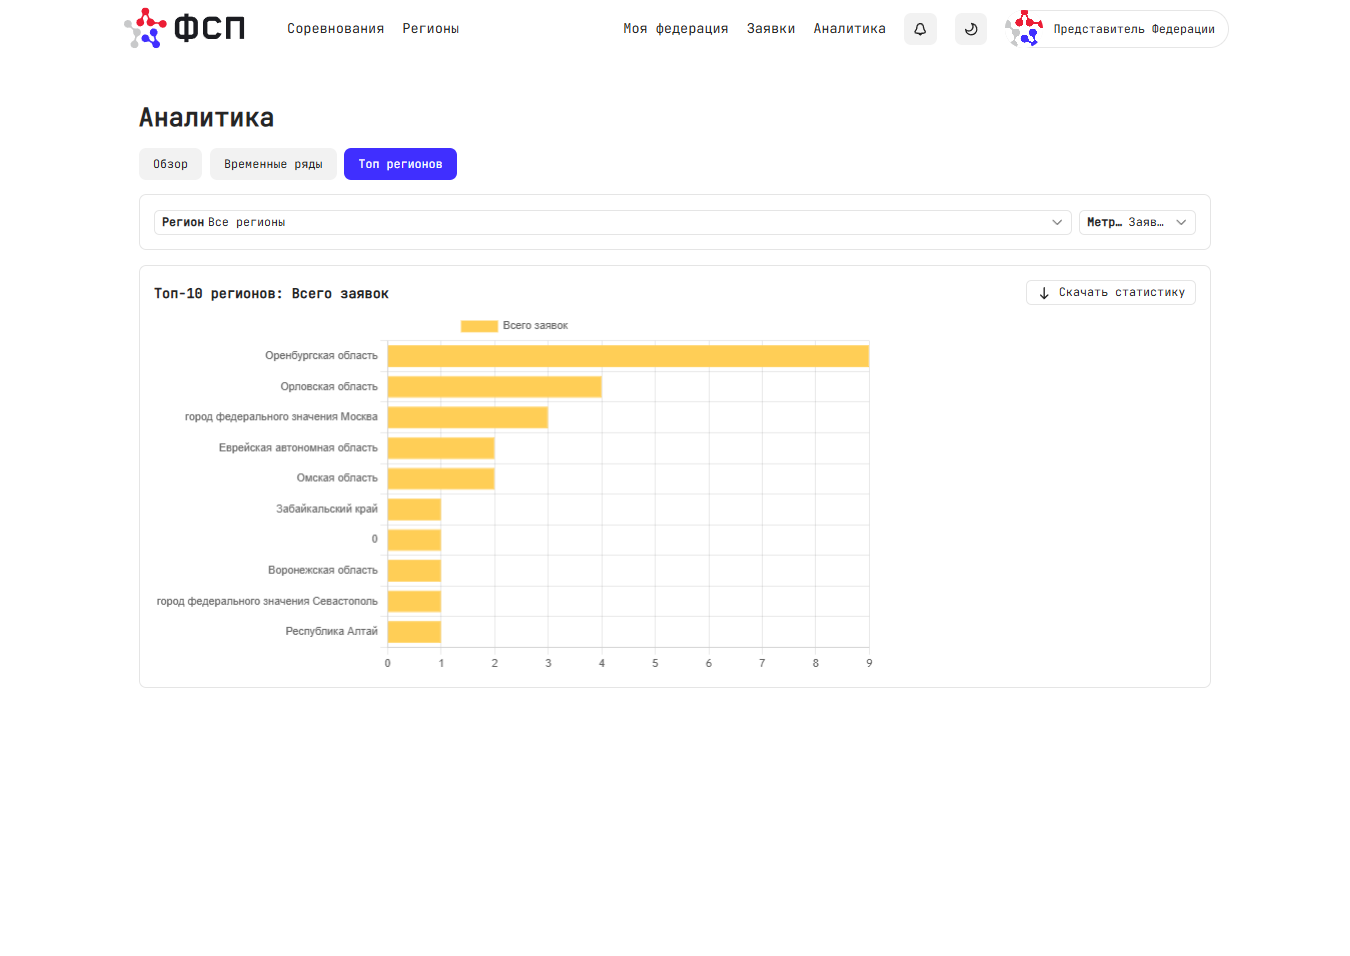 ФСП
Соревнования Регионы Моя федерация Заявки Аналитика Представитель Федерации
Аналитика
Обзор Временные ряды Топ регионов
Регион Все регионы Метр… Заяв…
Топ-10 регионов: Всего заявок Скачать статистику
Всего заявок
Оренбургская область
Орловская область
город федерального значения Москва
Еврейская автономная область
Омская область
Забайкальский край
0
Воронежская область
город федерального значения Севастополь
Республика Алтай
0 1 2 3 4 5 6 7 8 9